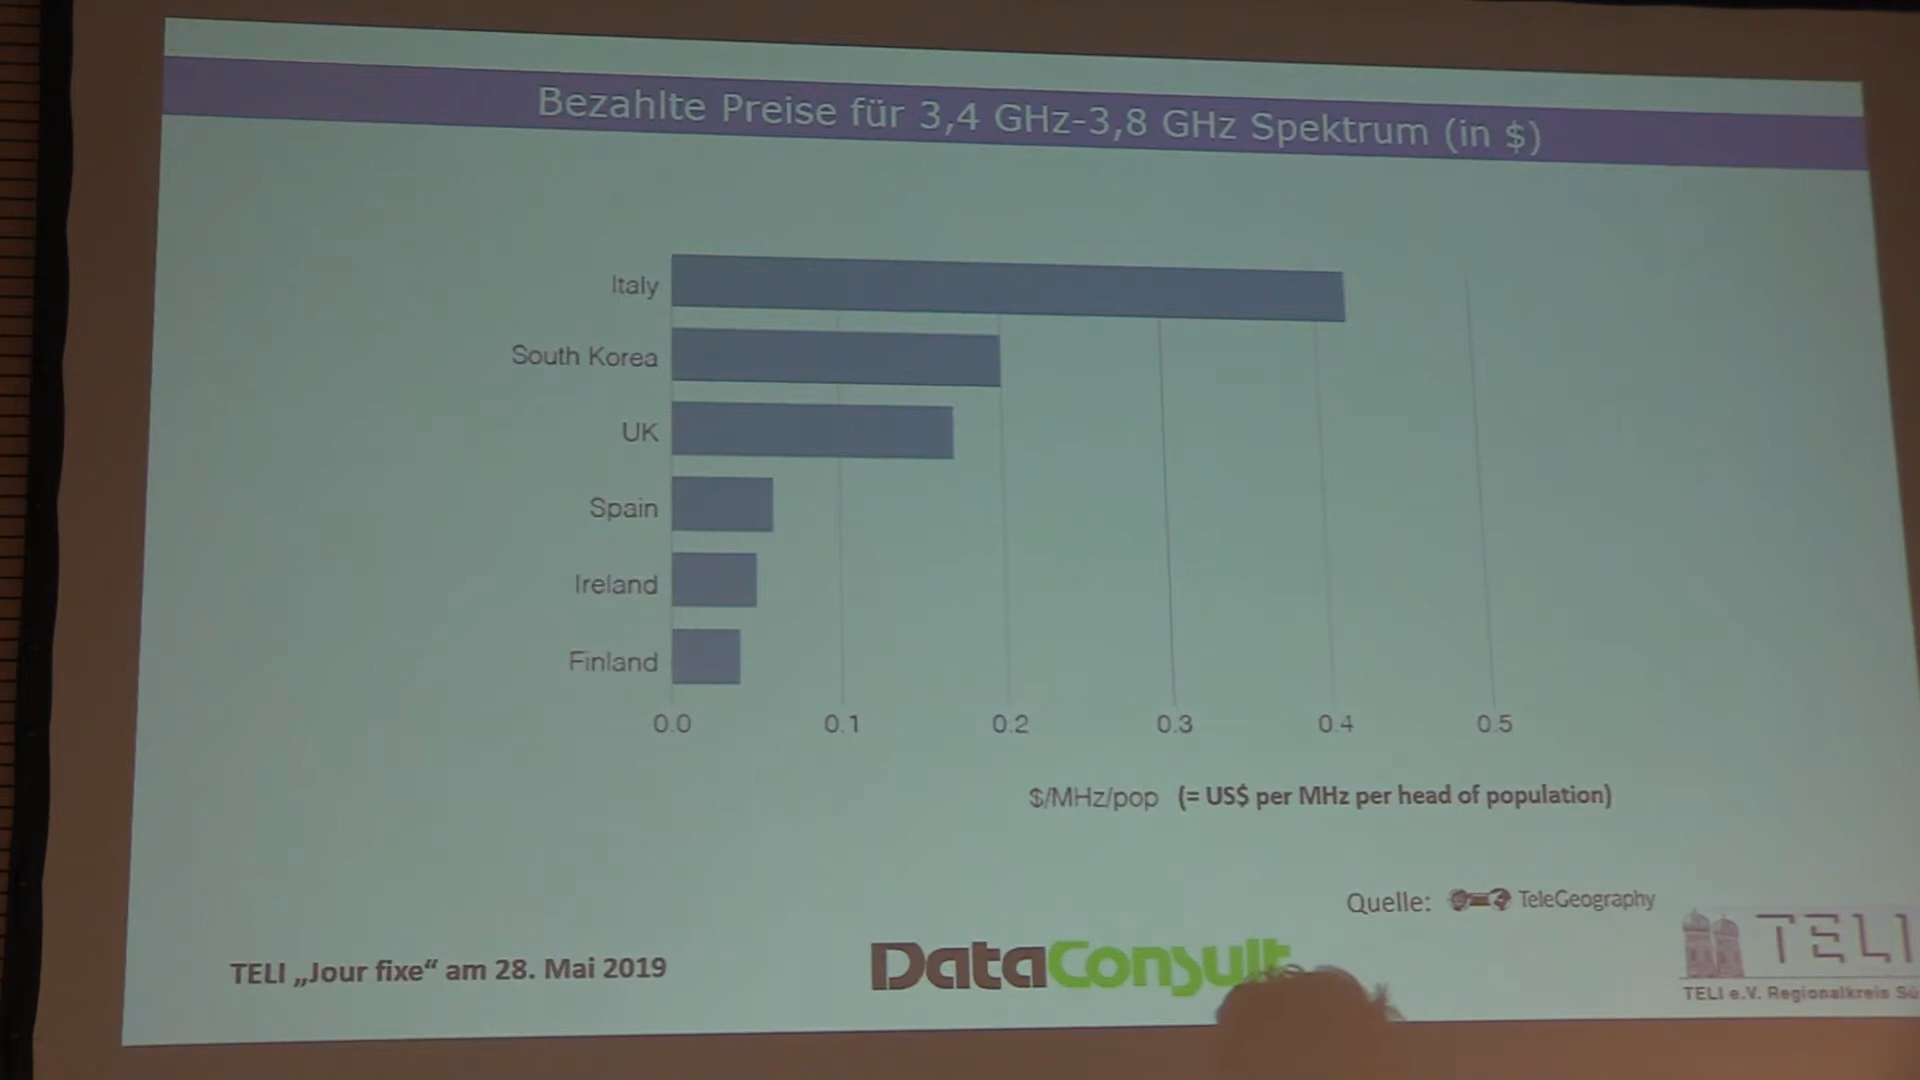 Bezahlte Preise für 3,4 GHz-3,8 GHz Spektrum (in $)
Italy
South Korea
UK
Spain
Ireland
Finland
0.0 0.1 0.2 0.3 0.4 0.5
$/MHz/pop (= US$ per MHz per head of population)
Quelle: TeleGeography
TELI „Jour fixe“ am 28. Mai 2019
DataConsult
TELI
TELI e.V. Regionalkreis Sü